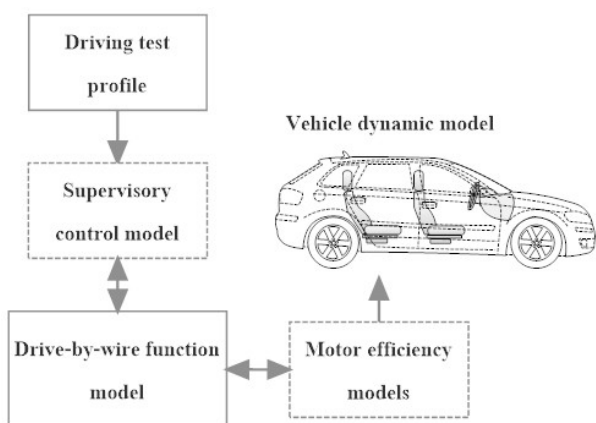 Driving test
profile
Vehicle dynamic model
Supervisory
control model
Drive-by-wire function
model
Motor efficiency
models